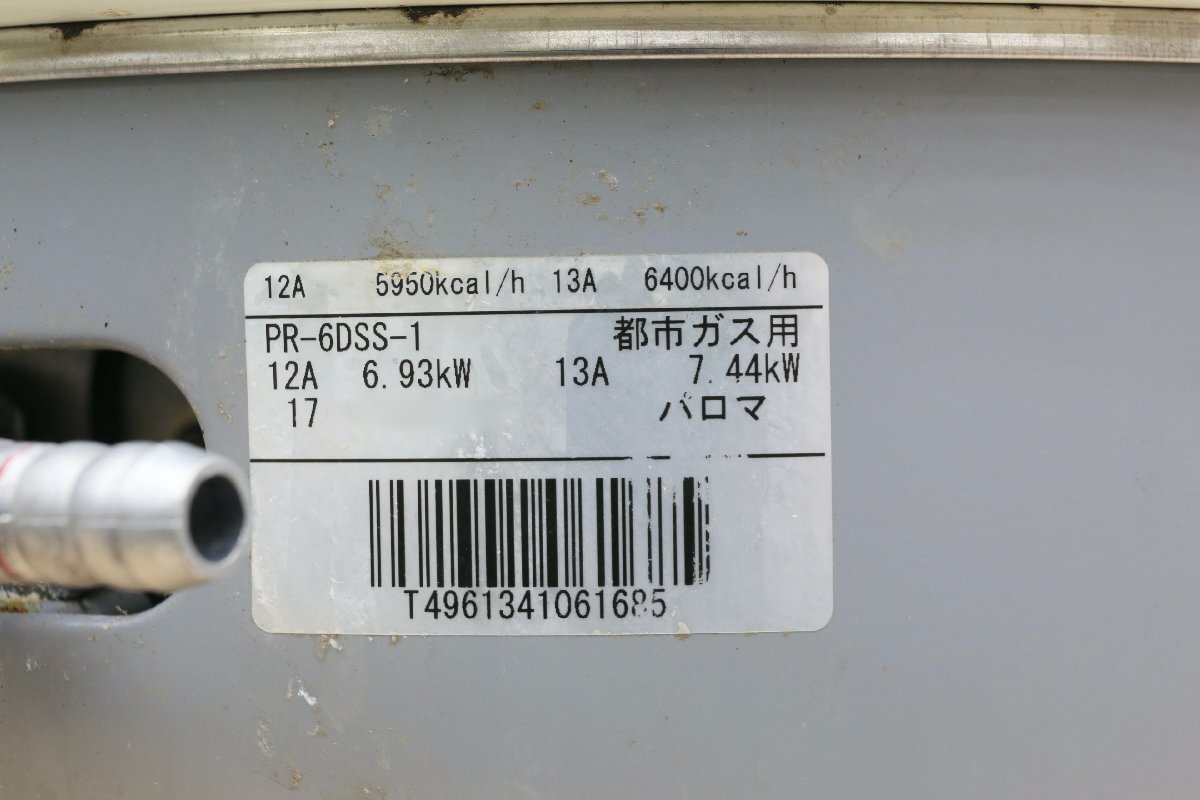 12A 5950kcal/h 13A 6400kcal/h
PR-6DSS-1 都市ガス用
12A 6.93kW 13A 7.44kW
17 パロマ
T4961341061685